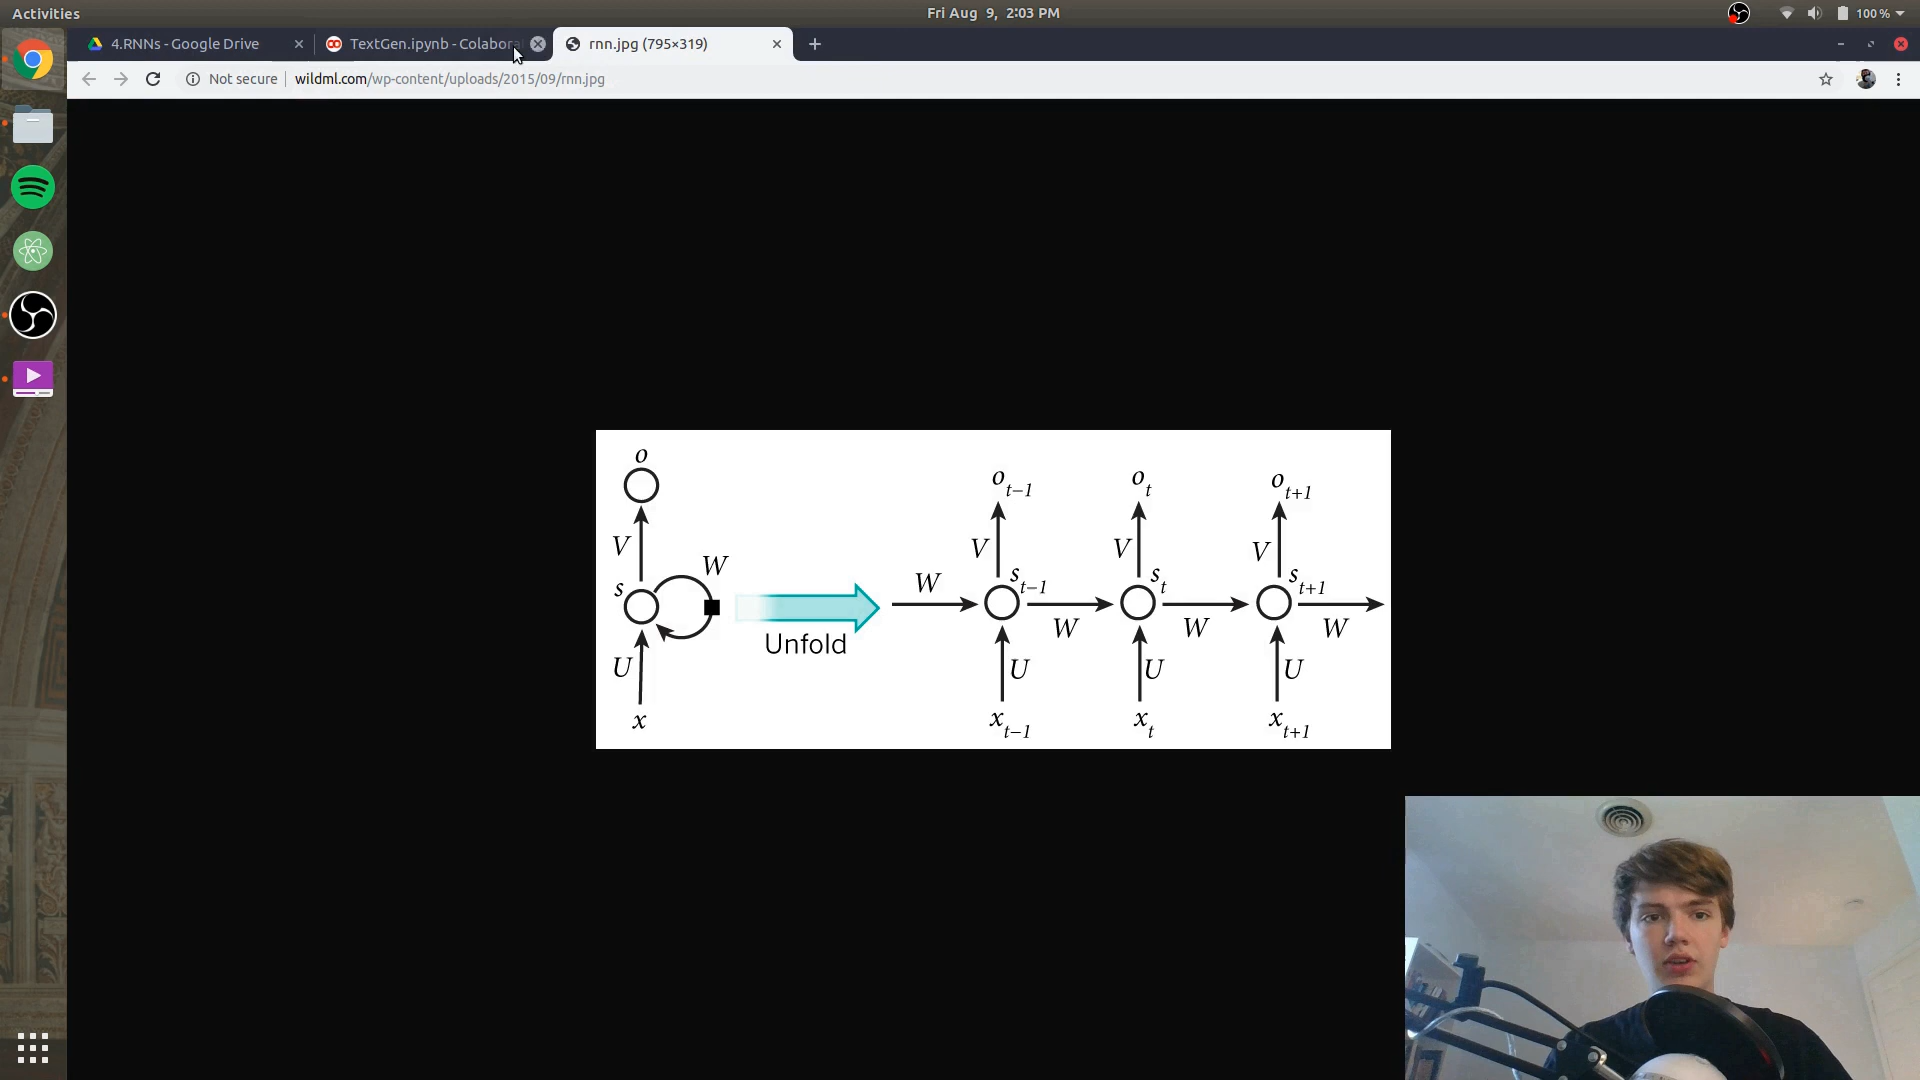 Activities
Fri Aug 9, 2:03 PM
100 %
4.RNNs - Google Drive
TextGen.ipynb - Colabora
rnn.jpg (795×319)
Not secure
wildml.com/wp-content/uploads/2015/09/rnn.jpg
o
V
W
s
U
x
Unfold
o t−1
o t
o t+1
V
V
V
W
s t−1
s t
s t+1
W
W
W
U
U
U
x t−1
x t
x t+1